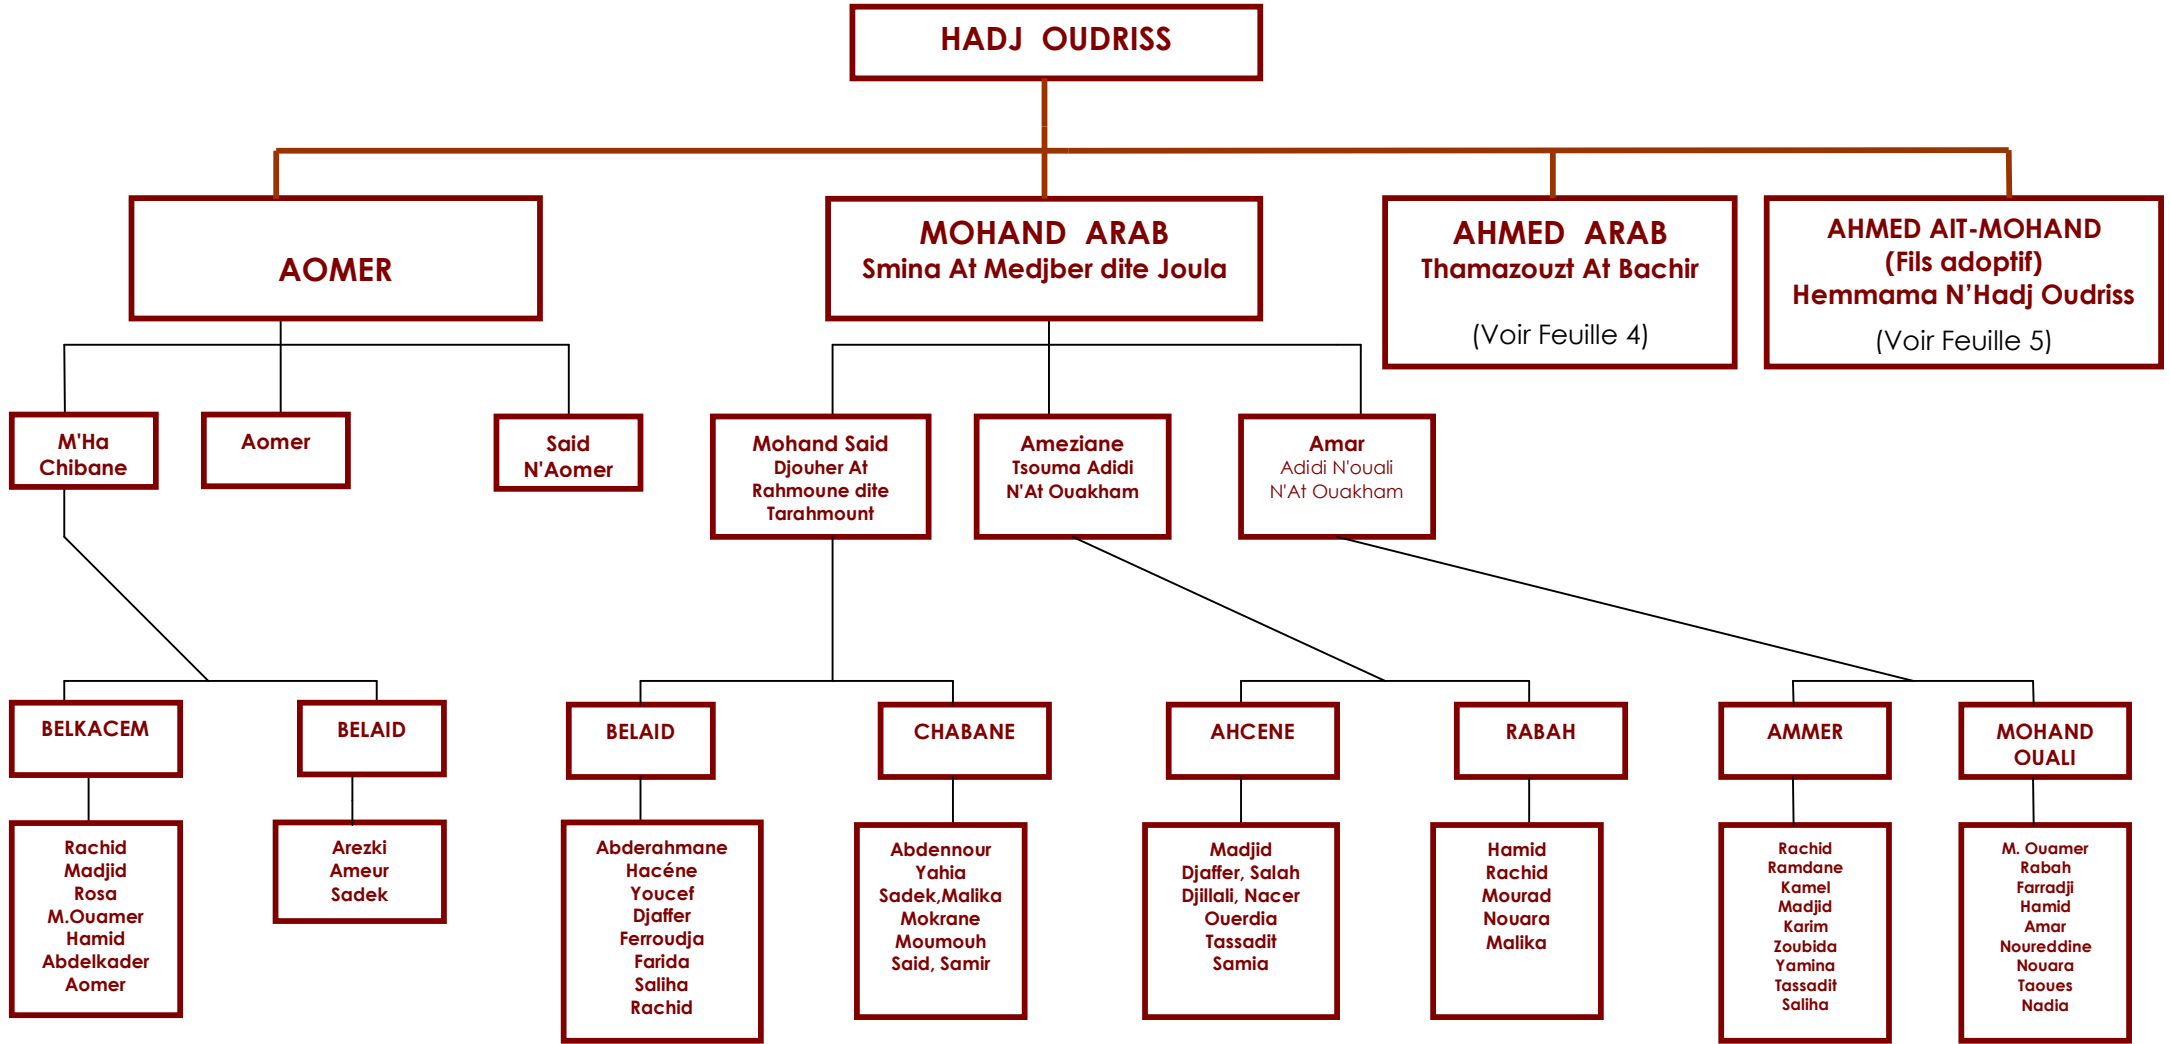 HADJ OUDRISS
AOMER
MOHAND ARAB
Smina At Medjber dite Joula
AHMED ARAB
Thamazouzt At Bachir
(Voir Feuille 4)
AHMED AIT-MOHAND
(Fils adoptif)
Hemmama N'Hadj Oudriss
(Voir Feuille 5)
M'Ha
Chibane
Aomer
Said
N'Aomer
Mohand Said
Djouher At
Rahmoune dite
Tarahmount
Ameziane
Tsouma Adidi
N'At Ouakham
Amar
Adidi N'ouali
N'At Ouakham
BELKACEM
BELAID
BELAID
CHABANE
AHCENE
RABAH
AMMER
MOHAND
OUALI
Rachid
Madjid
Rosa
M.Ouamer
Hamid
Abdelkader
Aomer
Arezki
Ameur
Sadek
Abderahmane
Hacéne
Youcef
Djaffer
Ferroudja
Farida
Saliha
Rachid
Abdennour
Yahia
Sadek,Malika
Mokrane
Moumouh
Said, Samir
Madjid
Djaffer, Salah
Djillali, Nacer
Ouerdia
Tassadit
Samia
Hamid
Rachid
Mourad
Nouara
Malika
Rachid
Ramdane
Kamel
Madjid
Karim
Zoubida
Yamina
Tassadit
Saliha
M. Ouamer
Rabah
Farradji
Hamid
Amar
Noureddine
Nouara
Taoues
Nadia